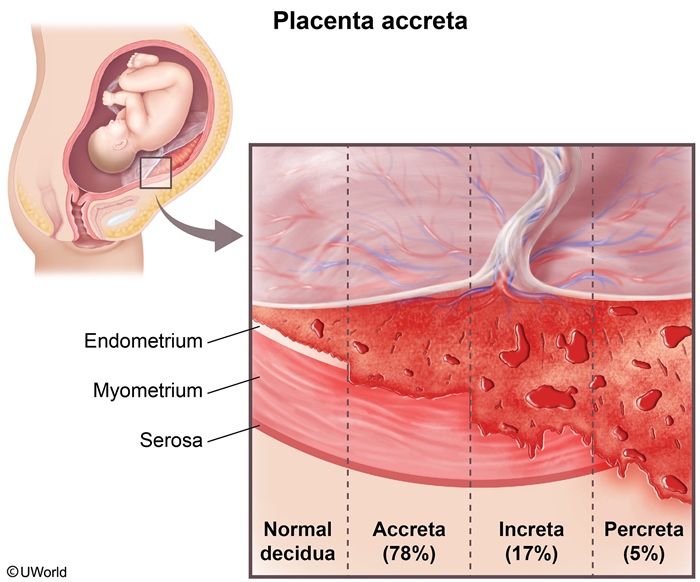 Placenta accreta
Endometrium
Myometrium
Serosa
Normal
decidua
Accreta
(78%)
Increta
(17%)
Percreta
(5%)
©UWorld